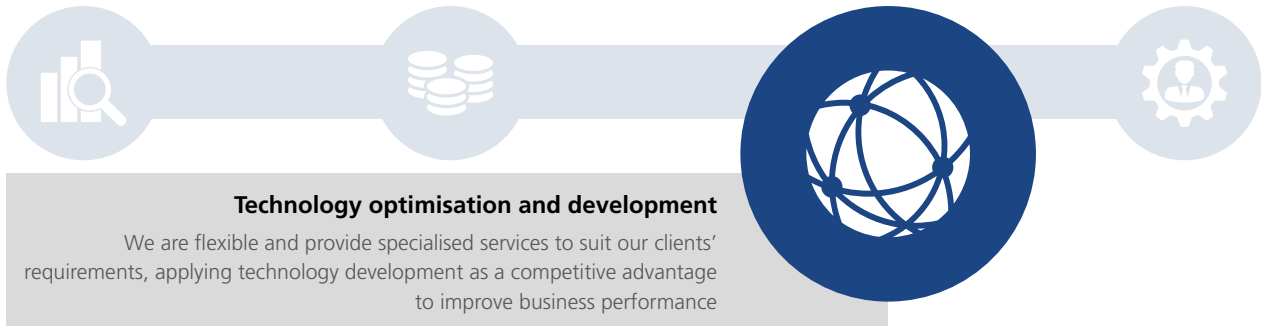 Technology optimisation and development
We are flexible and provide specialised services to suit our clients’
requirements, applying technology development as a competitive advantage
to improve business performance